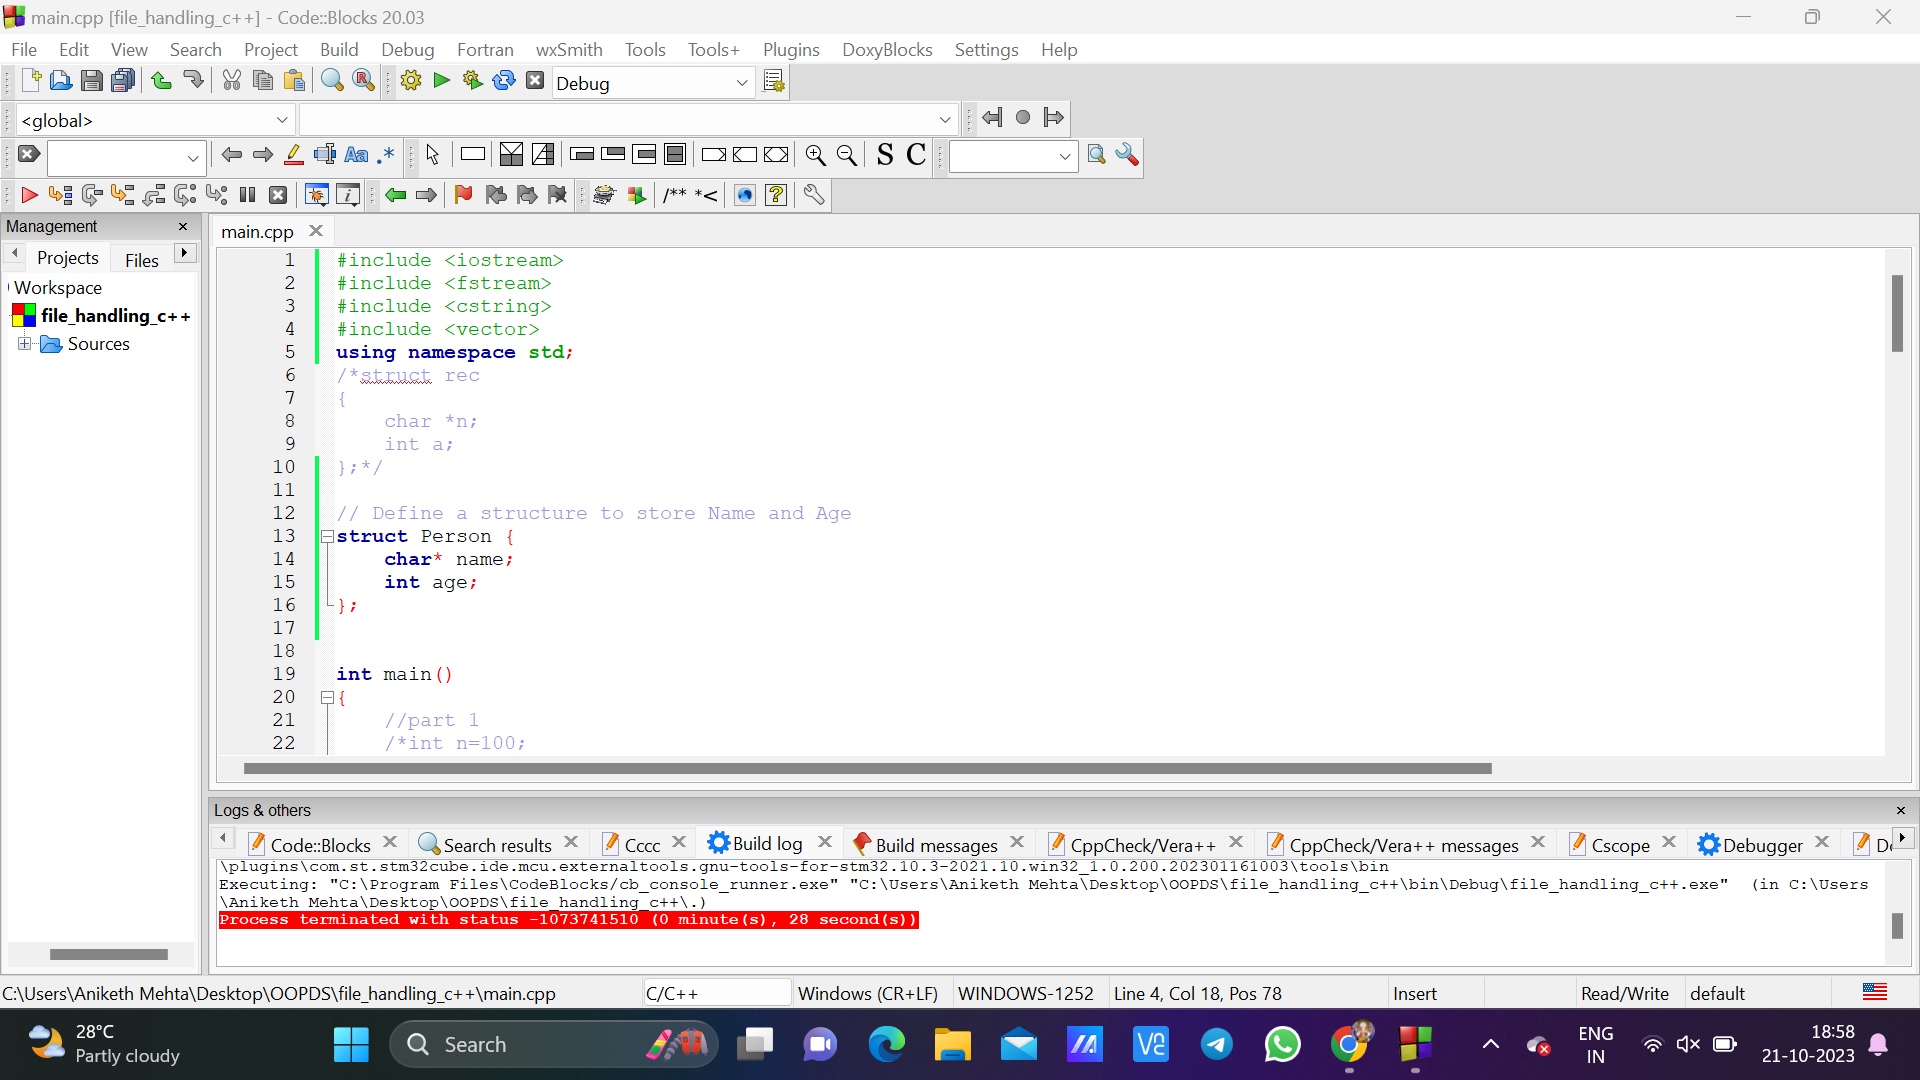 main.cpp [file_handling_c++] - Code::Blocks 20.03
File Edit View Search Project Build Debug Fortran wxSmith Tools Tools+ Plugins DoxyBlocks Settings Help
Debug
<global>
Aa .* S C
/** *<
Management
Projects Files
Workspace
file_handling_c++
Sources
main.cpp
1 #include <iostream>
2 #include <fstream>
3 #include <cstring>
4 #include <vector>
5 using namespace std;
6 /*struct rec
7 {
8 char *n;
9 int a;
10 };*/
11
12 // Define a structure to store Name and Age
13 struct Person {
14 char* name;
15 int age;
16 };
17
18
19 int main()
20 {
21 //part 1
22 /*int n=100;
Logs & others
Code::Blocks Search results Cccc Build log Build messages CppCheck/Vera++ CppCheck/Vera++ messages Cscope Debugger
\plugins\com.st.stm32cube.ide.mcu.externaltools.gnu-tools-for-stm32.10.3-2021.10.win32_1.0.200.202301161003\tools\bin
Executing: "C:\Program Files\CodeBlocks/cb_console_runner.exe" "C:\Users\Aniketh Mehta\Desktop\OOPDS\file_handling_c++\bin\Debug\file_handling_c++.exe" (in C:\Users
\Aniketh Mehta\Desktop\OOPDS\file_handling_c++\.)
Process terminated with status -1073741510 (0 minute(s), 28 second(s))
C:\Users\Aniketh Mehta\Desktop\OOPDS\file_handling_c++\main.cpp C/C++ Windows (CR+LF) WINDOWS-1252 Line 4, Col 18, Pos 78 Insert Read/Write default
28°C
Partly cloudy
Search
ENG
IN
18:58
21-10-2023